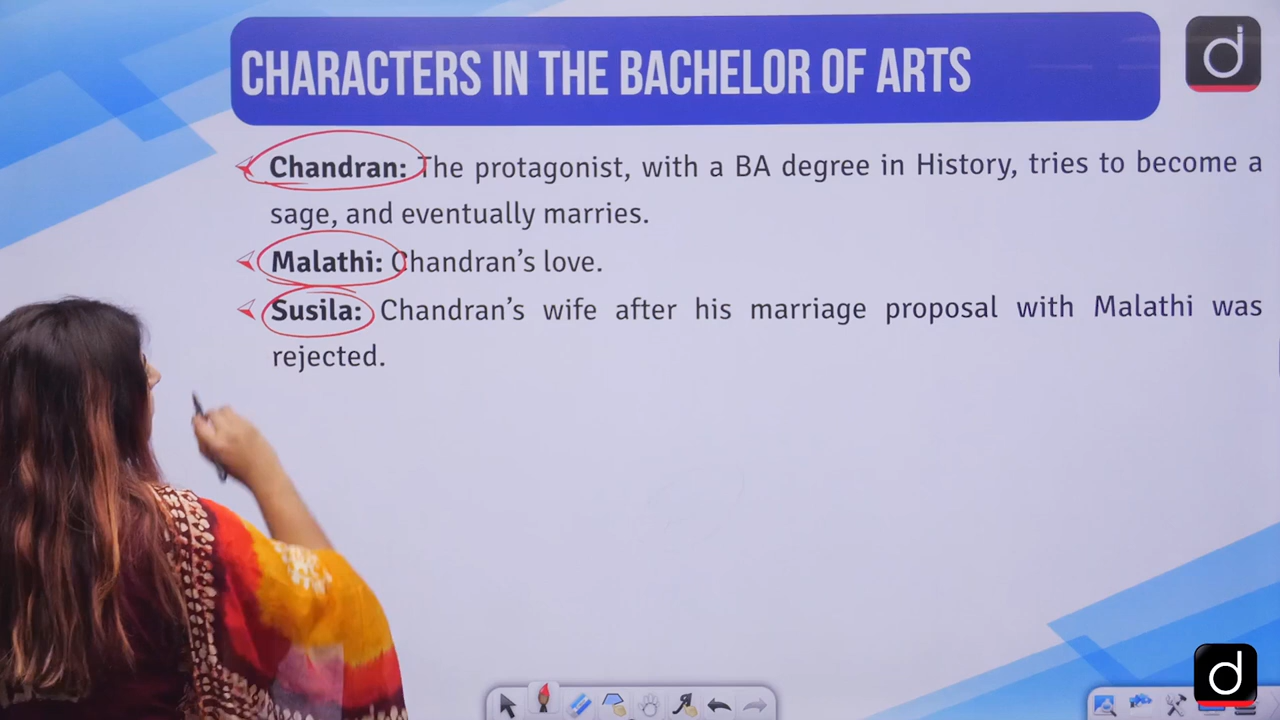 CHARACTERS IN THE BACHELOR OF ARTS
d
Chandran: The protagonist, with a BA degree in History, tries to become a
sage, and eventually marries.
Malathi: Chandran's love.
Susila: Chandran's wife after his marriage proposal with Malathi was
rejected.
d